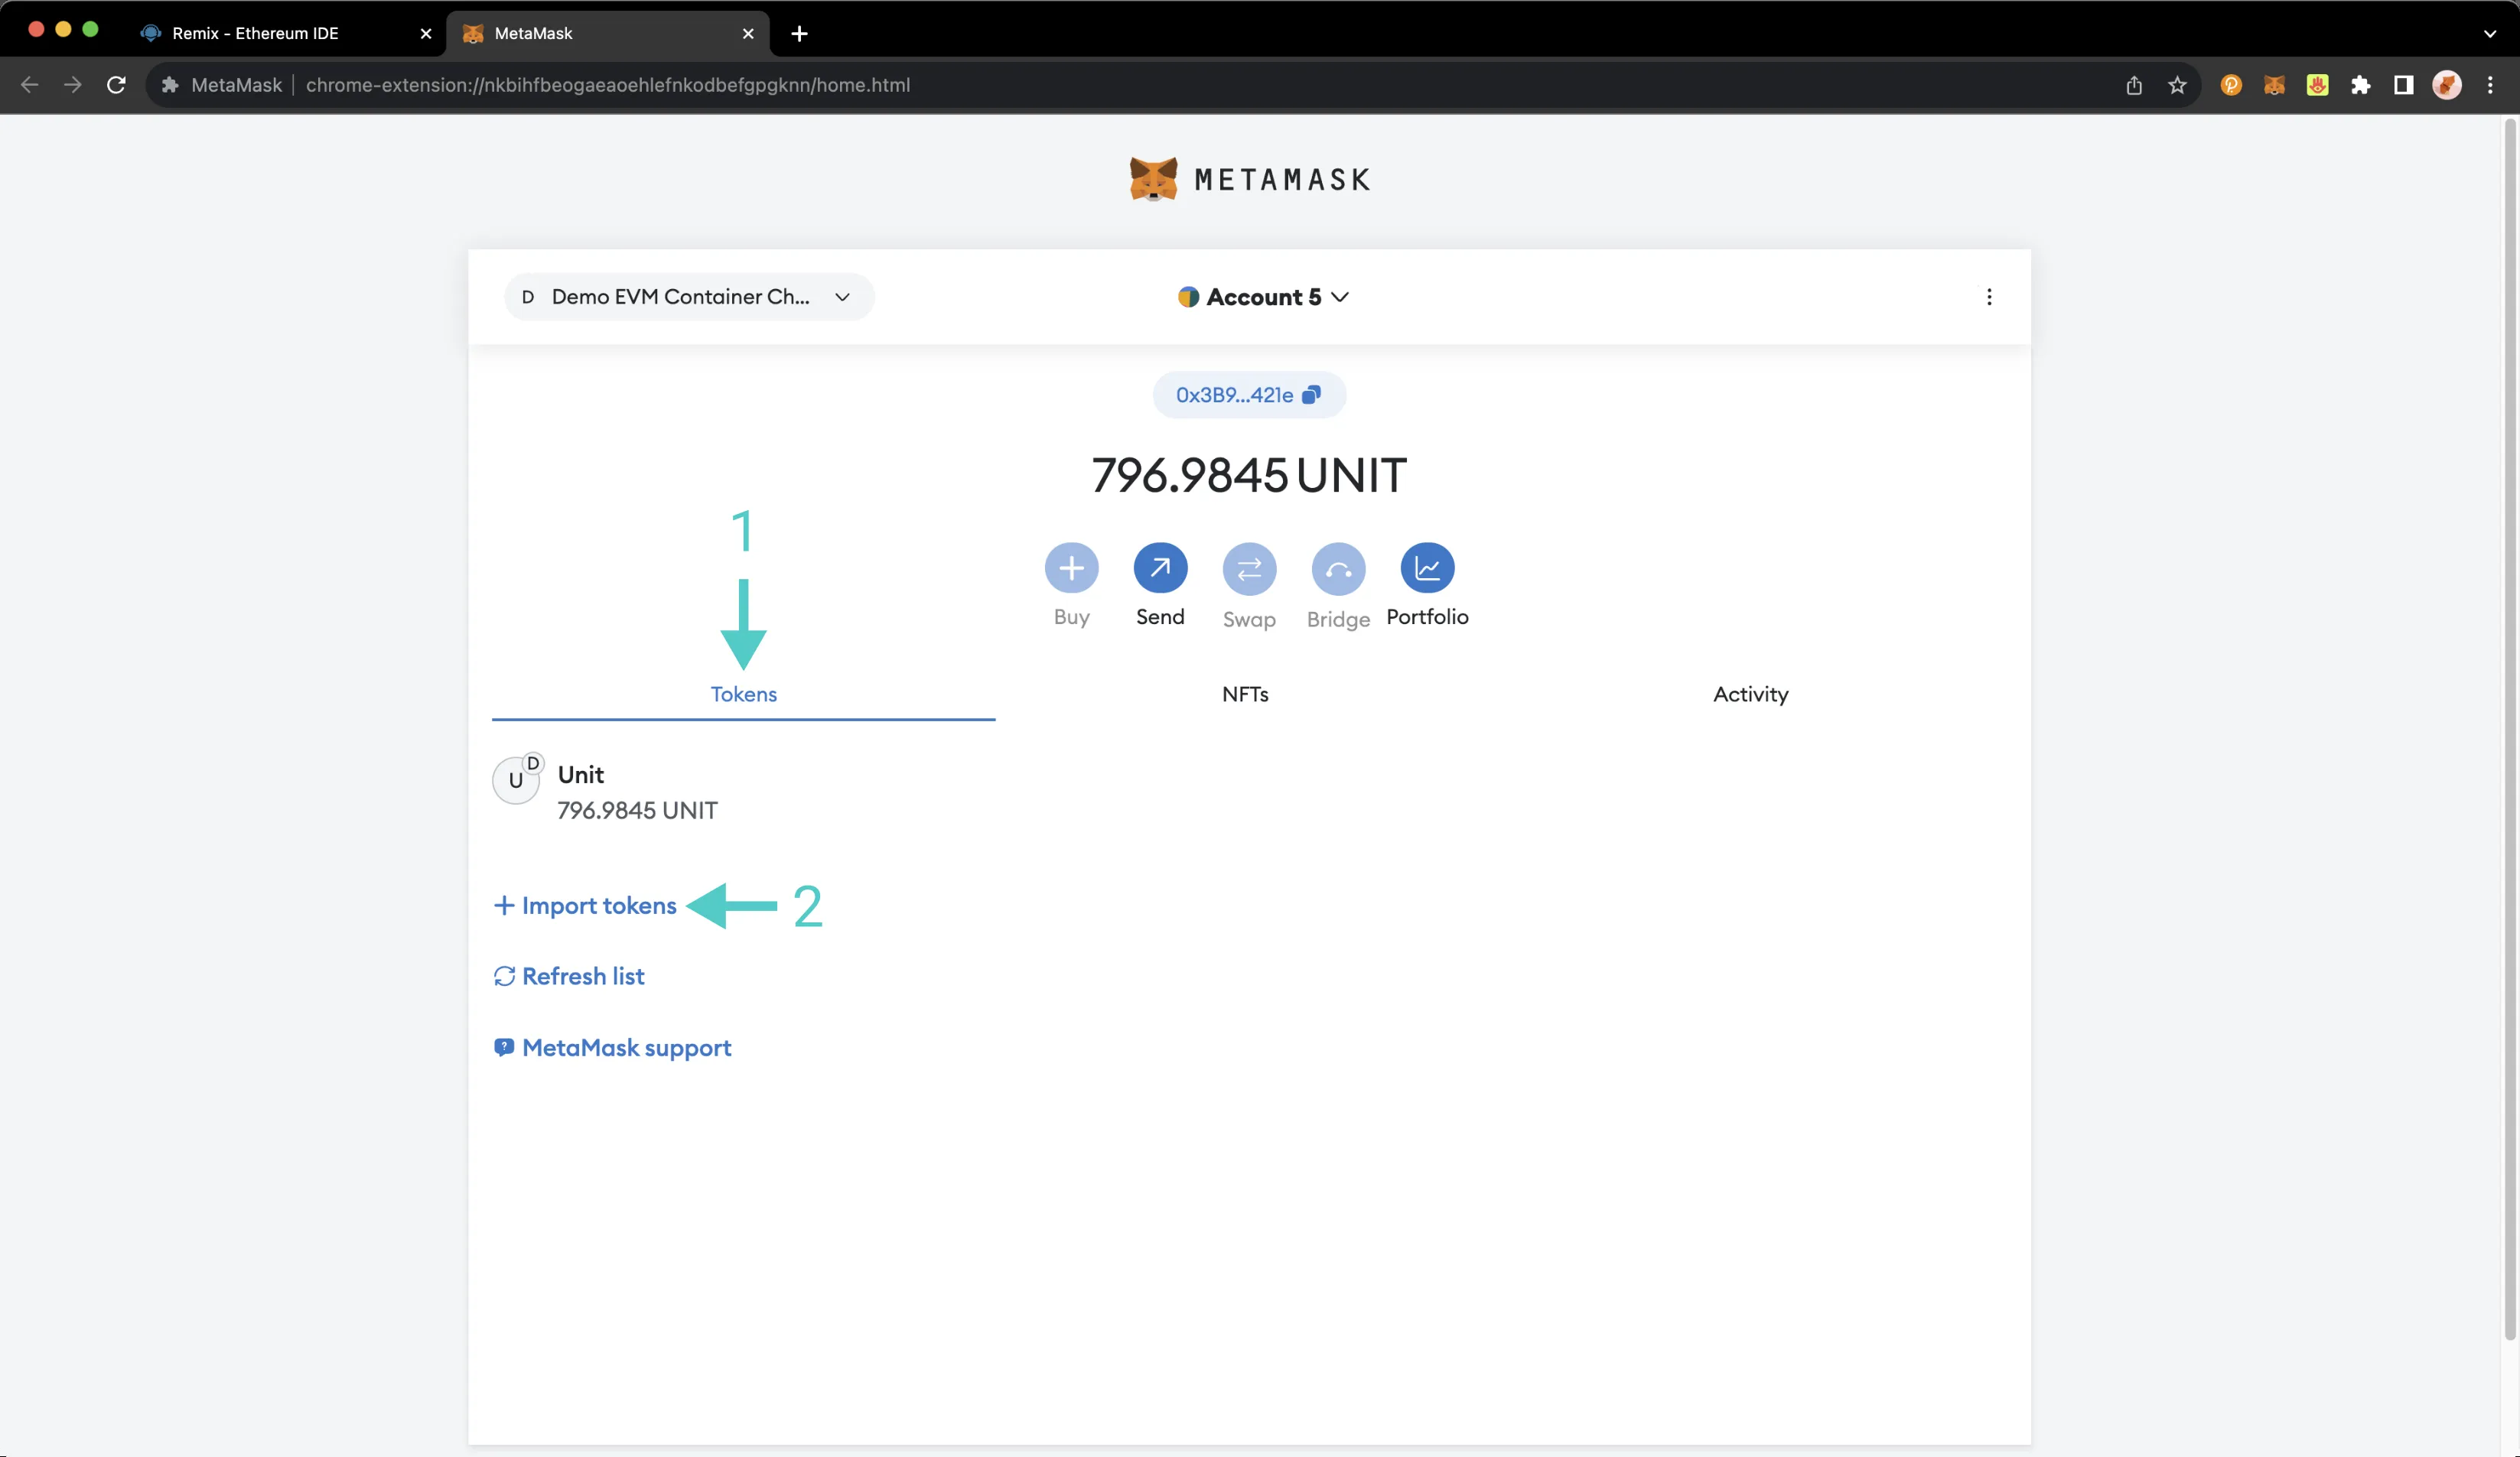 Remix - Ethereum IDE
MetaMask
MetaMask | chrome-extension://nkbihfbeogaeaoehlefnkodbefgpgknn/home.html
METAMASK
D Demo EVM Container Ch...
Account 5
0x3B9...421e
796.9845 UNIT
1
Buy Send Swap Bridge Portfolio
Tokens NFTs Activity
U D
Unit
796.9845 UNIT
Import tokens 2
Refresh list
MetaMask support